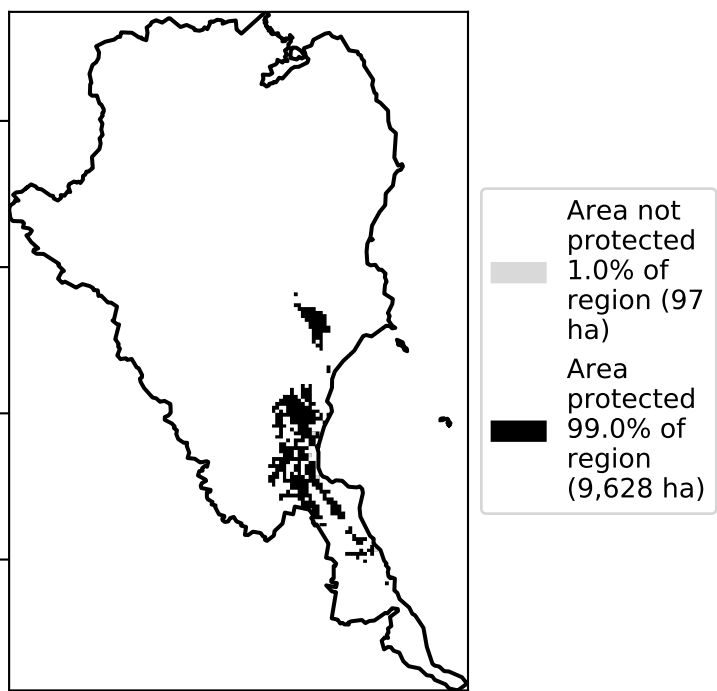 Area not
protected
1.0% of
region (97
ha)
Area
protected
99.0% of
region
(9,628 ha)